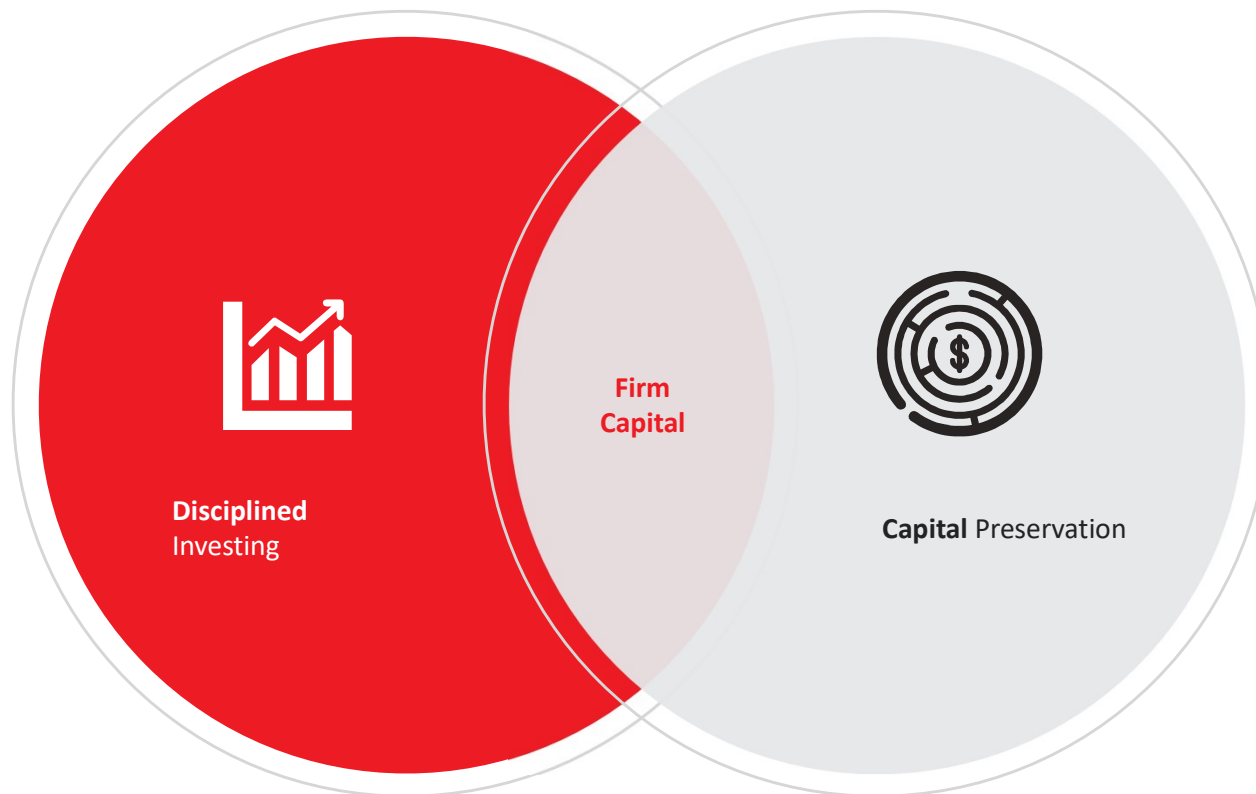 Disciplined
Investing
Firm
Capital
$
Capital Preservation